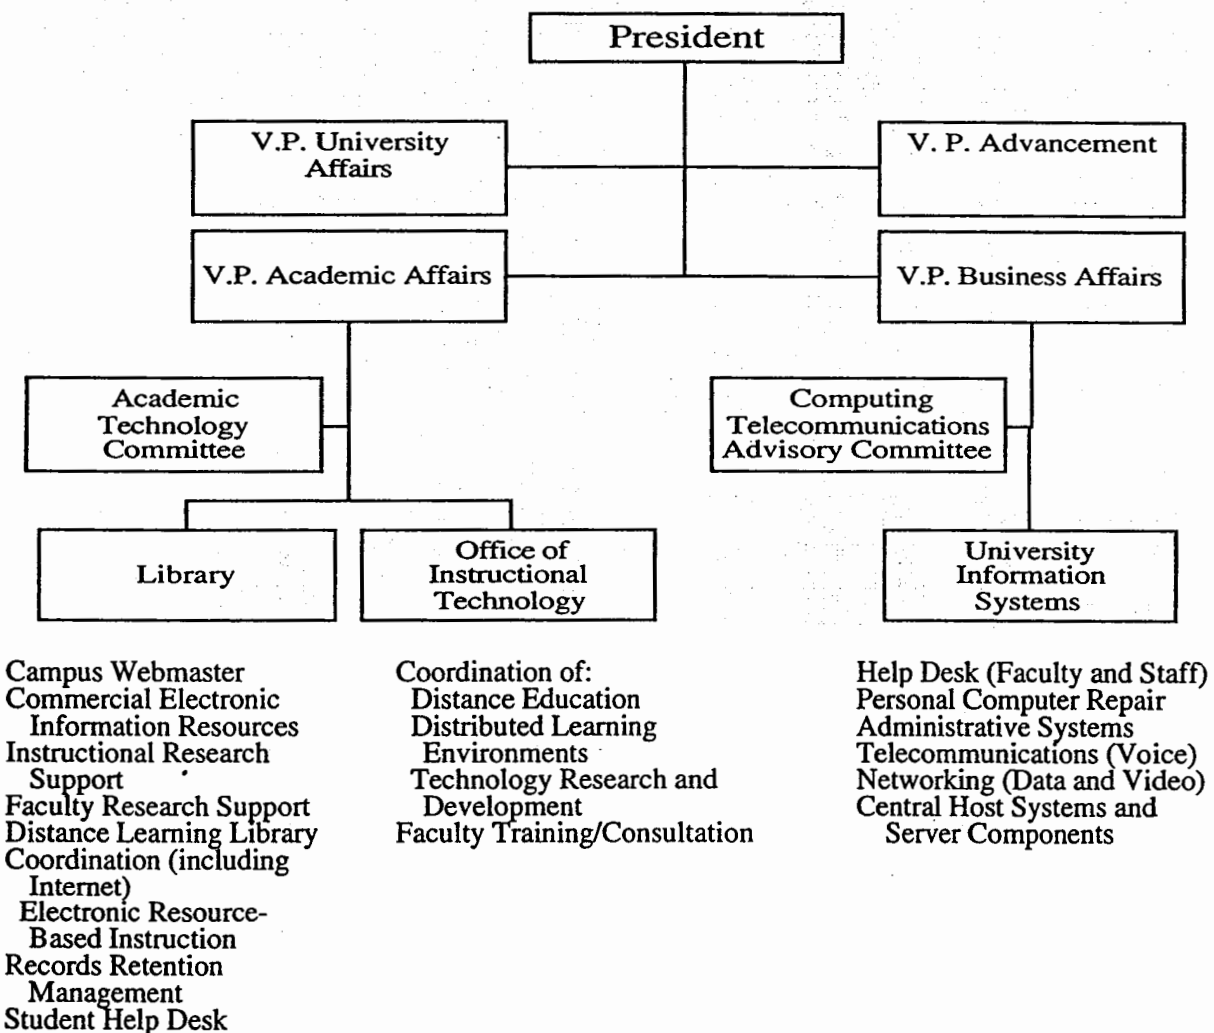 President
V.P. University
Affairs
V. P. Advancement
V.P. Academic Affairs
V.P. Business Affairs
Academic
Technology
Committee
Computing
Telecommunications
Advisory Committee
Library
Office of
Instructional
Technology
University
Information
Systems
Campus Webmaster
Commercial Electronic
Information Resources
Instructional Research
Support
Faculty Research Support
Distance Learning Library
Coordination (including
Internet)
Electronic Resource-
Based Instruction
Records Retention
Management
Student Help Desk
Coordination of:
Distance Education
Distributed Learning
Environments
Technology Research and
Development
Faculty Training/Consultation
Help Desk (Faculty and Staff)
Personal Computer Repair
Administrative Systems
Telecommunications (Voice)
Networking (Data and Video)
Central Host Systems and
Server Components